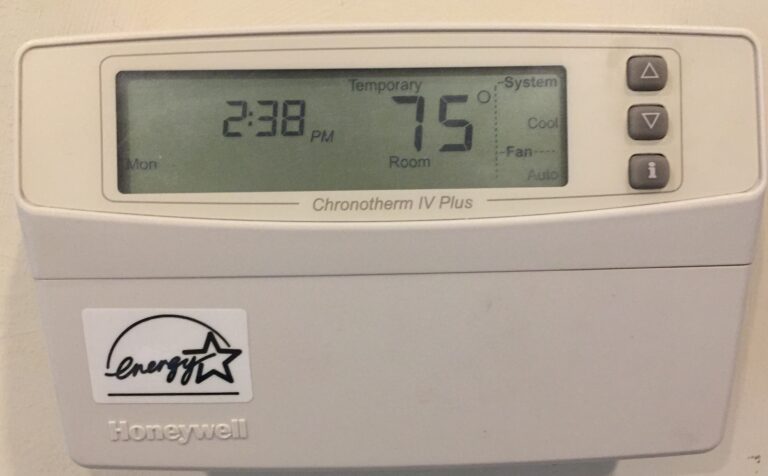 Temporary
System
2:38 PM
75°
Cool
Mon
Room
Fan
Auto
i
Chronotherm IV Plus
energy
Honeywell